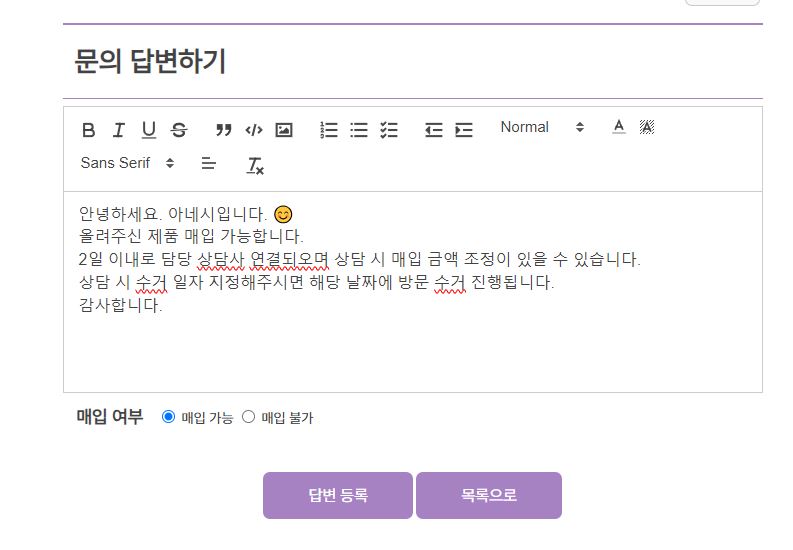 문의 답변하기
Normal
Sans Serif
안녕하세요. 아네시입니다. 😊
올려주신 제품 매입 가능합니다.
2일 이내로 담당 상담사 연결되오며 상담 시 매입 금액 조정이 있을 수 있습니다.
상담 시 수거 일자 지정해주시면 해당 날짜에 방문 수거 진행됩니다.
감사합니다.
매입 여부 매입 가능 매입 불가
답변 등록 목록으로